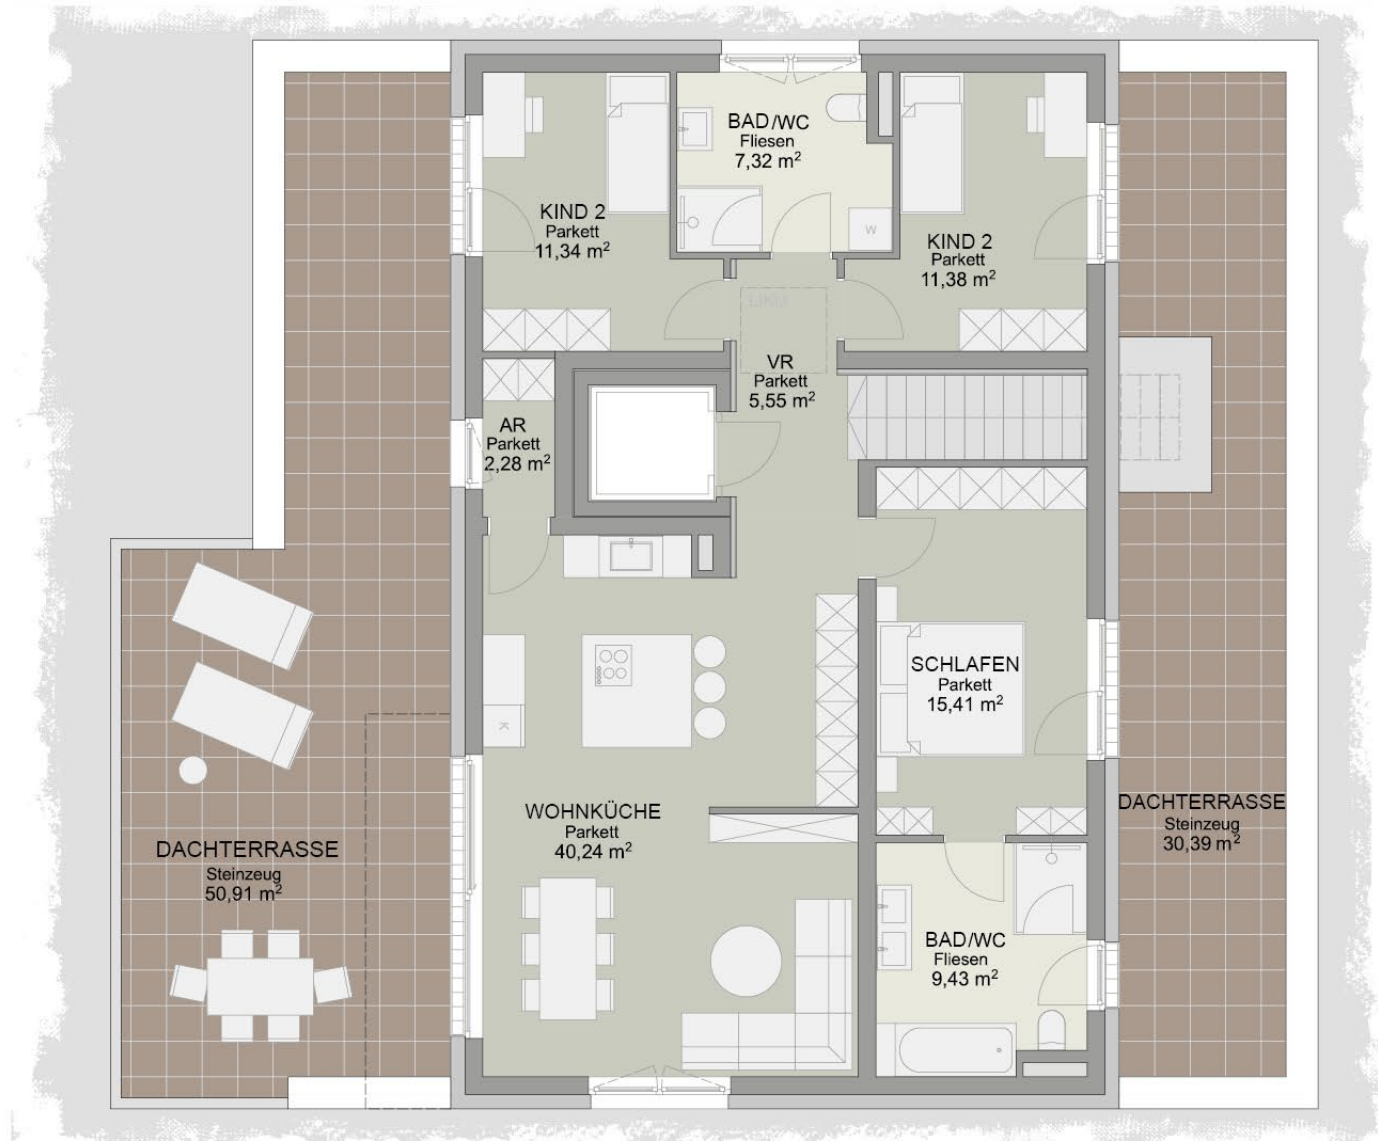 BAD/WC
Fliesen
7,32 m²
KIND 2
Parkett
11,34 m²
KIND 2
Parkett
11,38 m²
W
LIKU
VR
Parkett
5,55 m²
AR
Parkett
2,28 m²
SCHLAFEN
Parkett
15,41 m²
K
WOHNKÜCHE
Parkett
40,24 m²
DACHTERRASSE
Steinzeug
30,39 m²
DACHTERRASSE
Steinzeug
50,91 m²
BAD/WC
Fliesen
9,43 m²